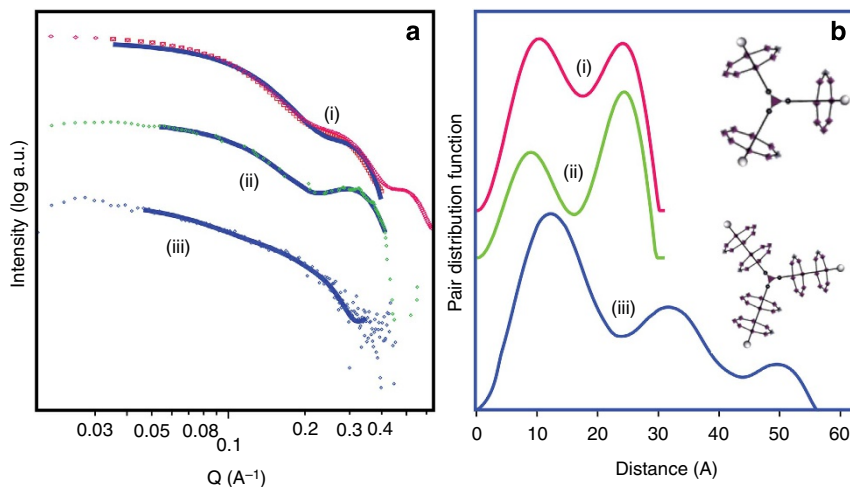 a
(i)
(ii)
(iii)
Intensity (log a.u.)
0.03 0.05 0.08 0.1 0.2 0.3 0.4
Q (A⁻¹)
b
(i)
(ii)
(iii)
Pair distribution function
0 10 20 30 40 50 60
Distance (A)